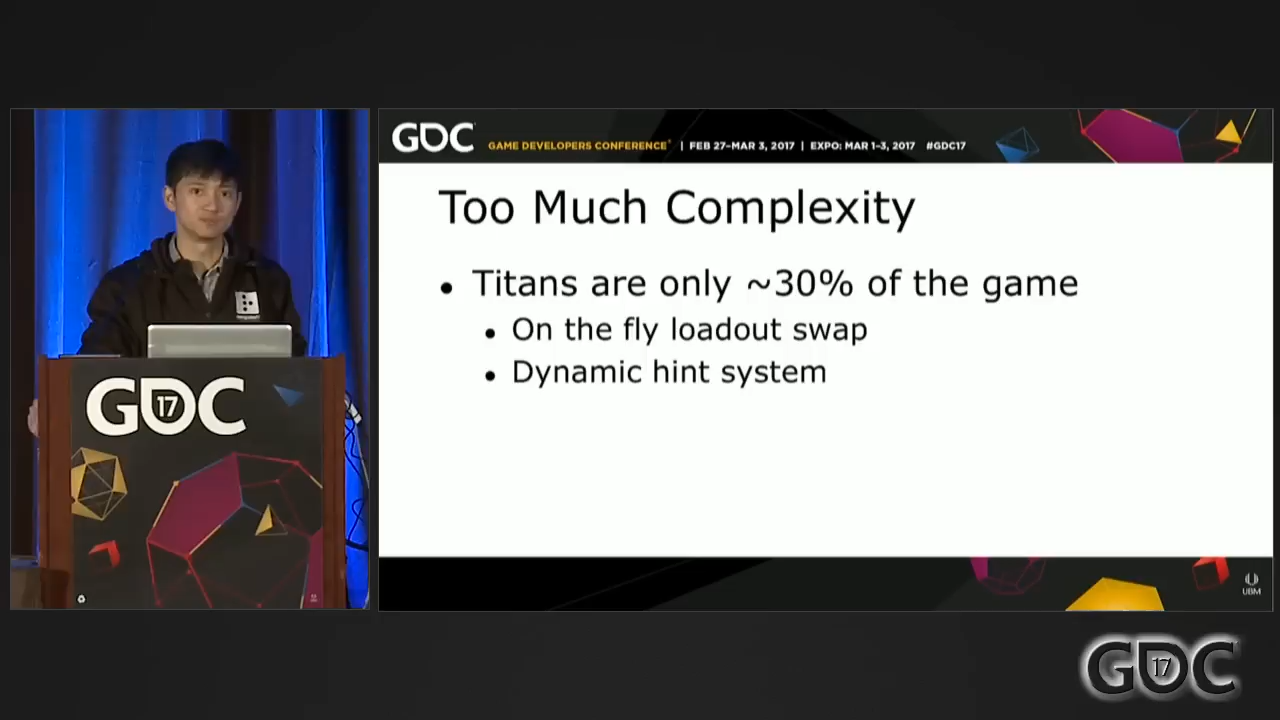 GDC
GAME DEVELOPERS CONFERENCE® | FEB 27–MAR 3, 2017 | EXPO: MAR 1–3, 2017 #GDC17
Too Much Complexity
• Titans are only ~30% of the game
• On the fly loadout swap
• Dynamic hint system
GDC
17
UBM
GDC
17